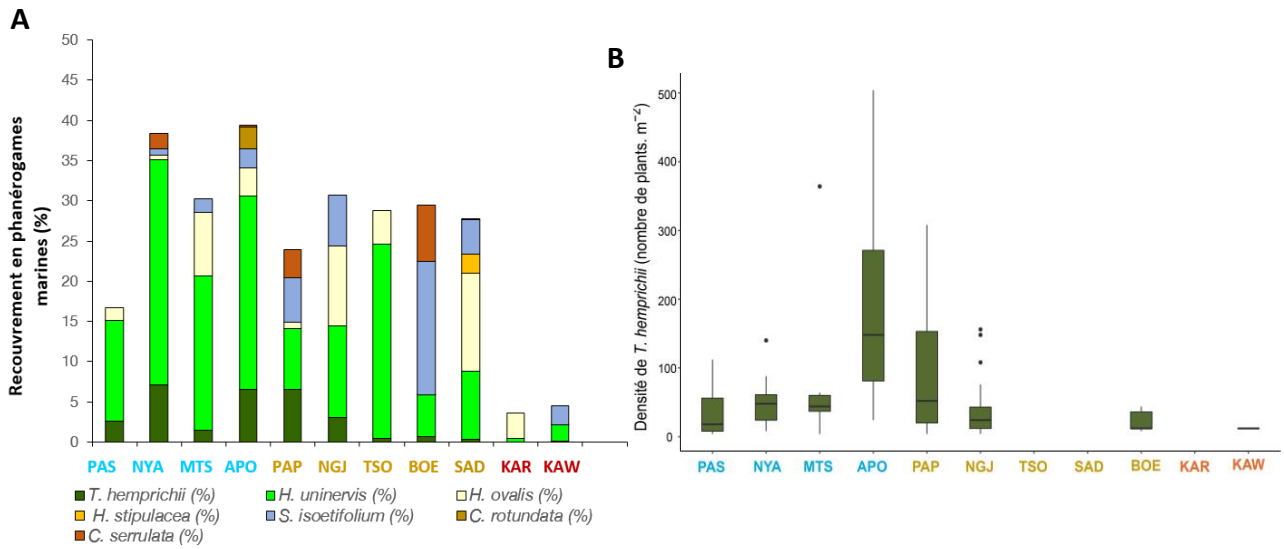 A
Recouvrement en phanérogames
marines (%)
50
45
40
35
30
25
20
15
10
5
0
PAS NYA MTS APO PAP NGJ TSO BOE SAD KAR KAW
T. hemprichii (%) H. uninervis (%) H. ovalis (%)
H. stipulacea (%) S. isoetifolium (%) C. rotundata (%)
C. serrulata (%)
B
Densité de T. hemprichii (nombre de plants. m⁻²)
500
400
300
200
100
0
PAS NYA MTS APO PAP NGJ TSO SAD BOE KAR KAW